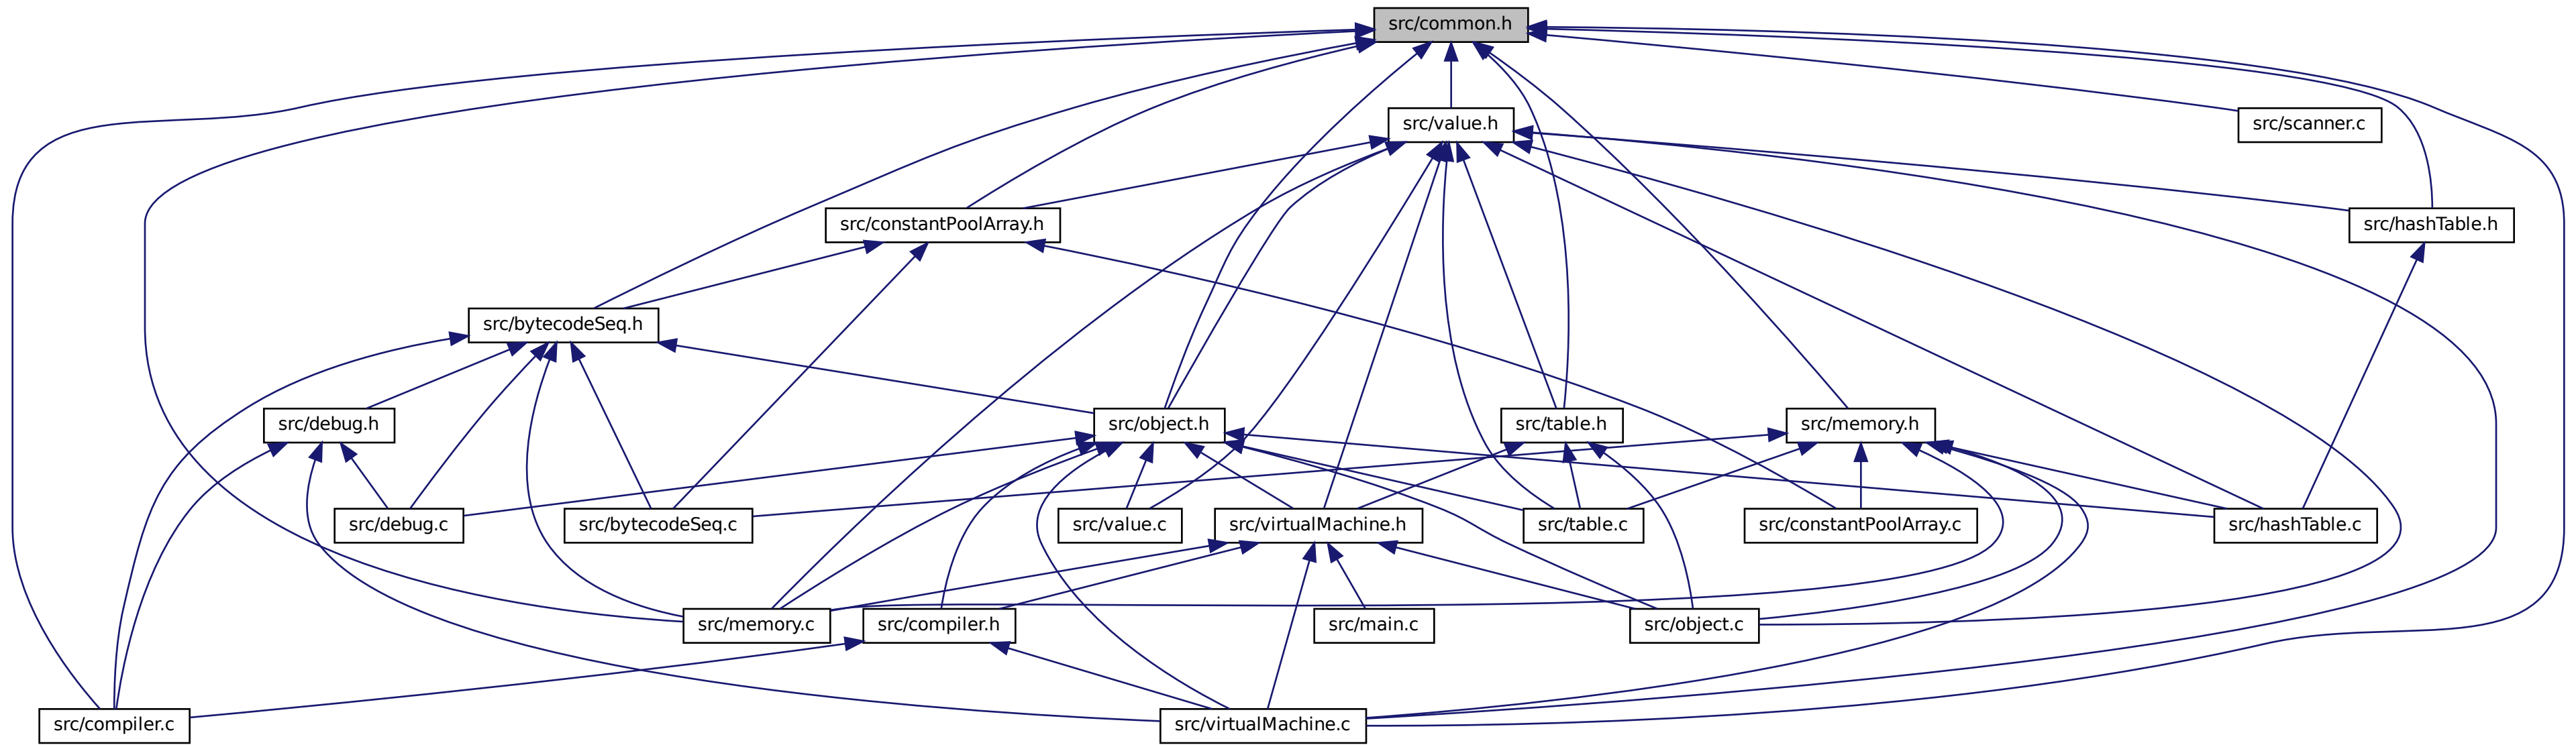 src/common.h
src/value.h
src/scanner.c
src/constantPoolArray.h
src/hashTable.h
src/bytecodeSeq.h
src/debug.h
src/object.h
src/table.h
src/memory.h
src/debug.c
src/bytecodeSeq.c
src/value.c
src/virtualMachine.h
src/table.c
src/constantPoolArray.c
src/hashTable.c
src/memory.c
src/compiler.h
src/main.c
src/object.c
src/compiler.c
src/virtualMachine.c